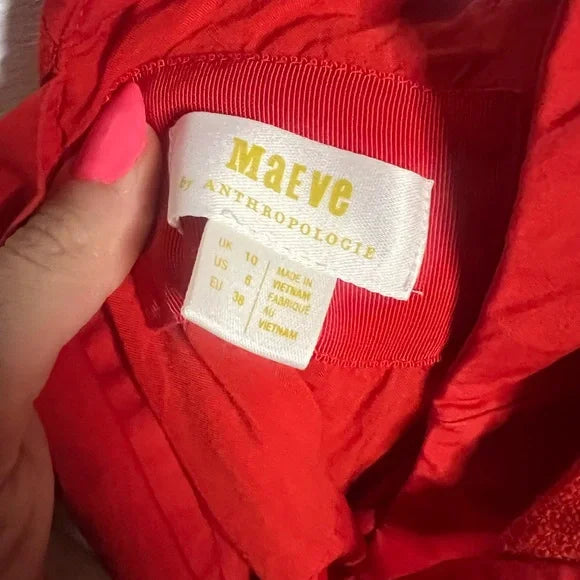 MaEVe
by ANTHROPOLOGIE
UK 10
US 6
EU 38
MADE IN
VIETNAM
FABRIQUÉ
AU
VIETNAM